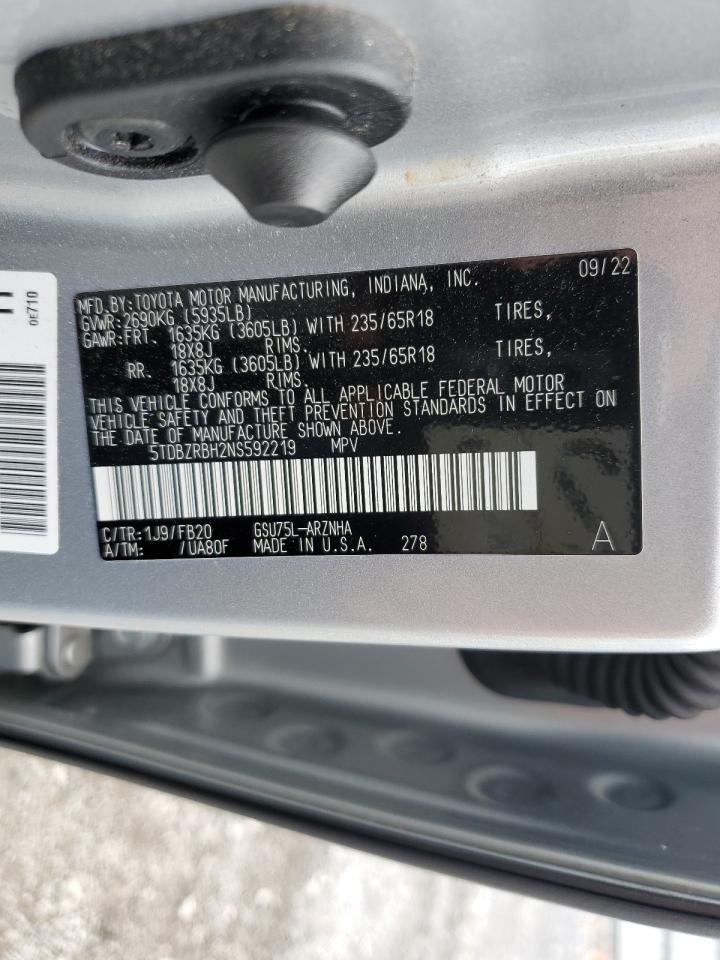 MFD.BY:TOYOTA MOTOR MANUFACTURING, INDIANA, INC. 09/22
GVWR:2690KG (5935LB)
GAWR:FRT. 1635KG (3605LB) WITH 235/65R18 TIRES,
18X8J RIMS.
RR. 1635KG (3605LB) WITH 235/65R18 TIRES,
18X8J RIMS.
THIS VEHICLE CONFORMS TO ALL APPLICABLE FEDERAL MOTOR
VEHICLE SAFETY AND THEFT PREVENTION STANDARDS IN EFFECT ON
THE DATE OF MANUFACTURE SHOWN ABOVE.
5TDBZRBH2NS592219 MPV
C/TR:1J9/FB20 GSU75L-ARZNHA
A/TM: /UA80F MADE IN U.S.A. 278 A
0E710